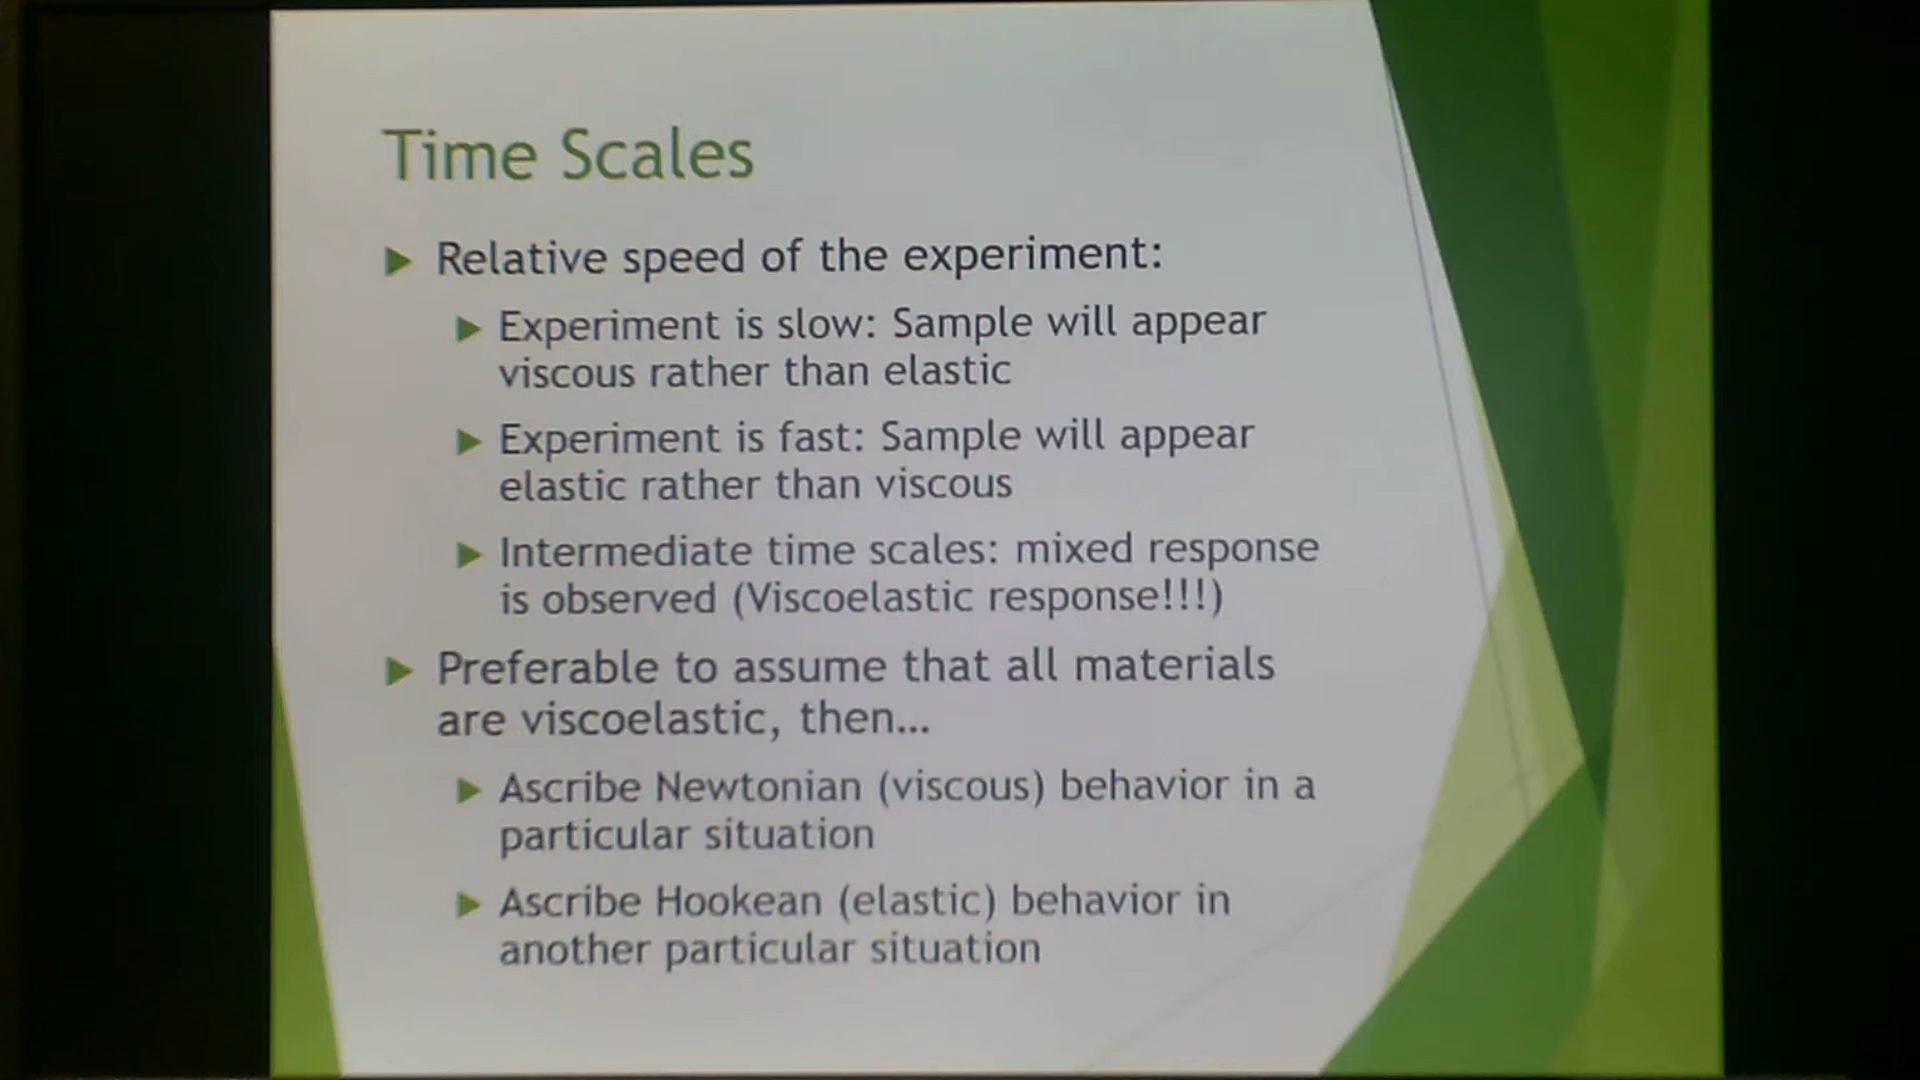 Time Scales
Relative speed of the experiment:
Experiment is slow: Sample will appear
viscous rather than elastic
Experiment is fast: Sample will appear
elastic rather than viscous
Intermediate time scales: mixed response
is observed (Viscoelastic response!!!)
Preferable to assume that all materials
are viscoelastic, then...
Ascribe Newtonian (viscous) behavior in a
particular situation
Ascribe Hookean (elastic) behavior in
another particular situation